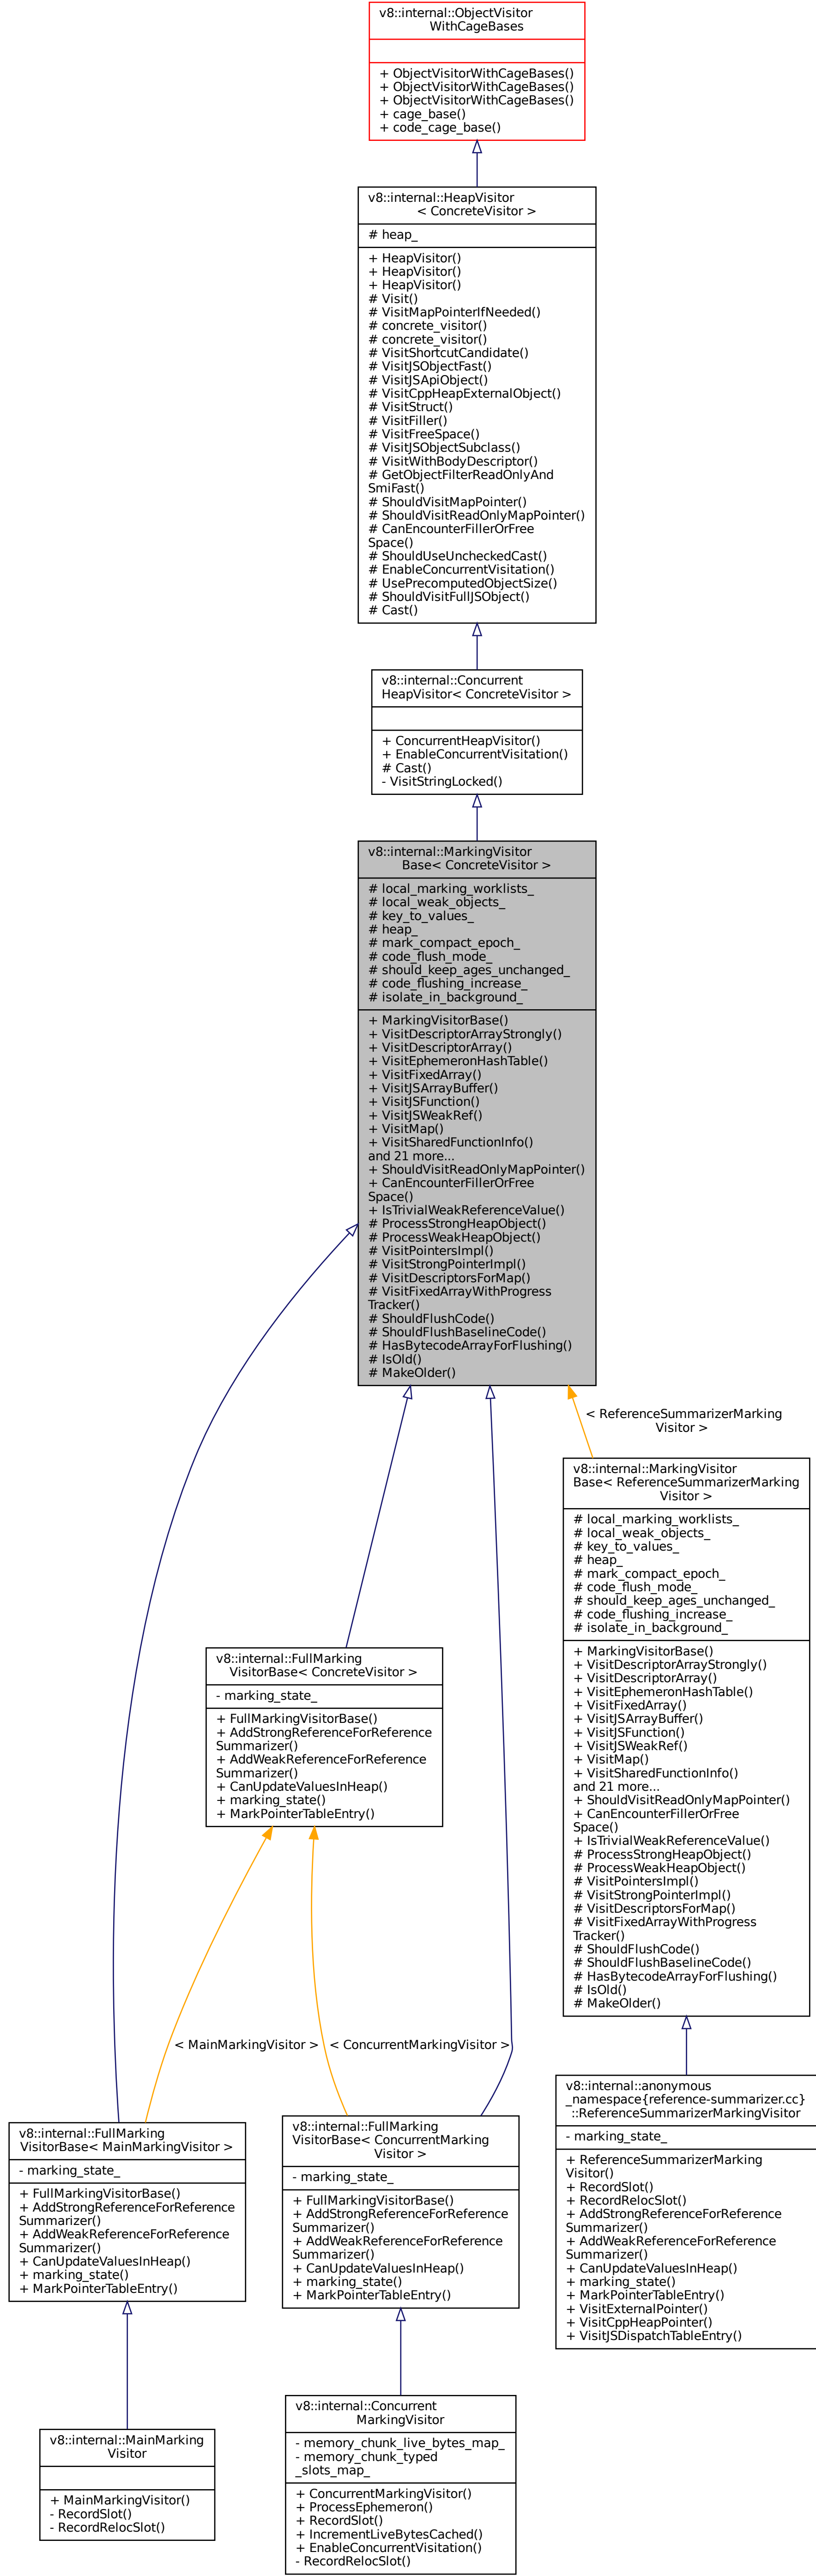 v8::internal::ObjectVisitor
WithCageBases
+ ObjectVisitorWithCageBases()
+ ObjectVisitorWithCageBases()
+ ObjectVisitorWithCageBases()
+ cage_base()
+ code_cage_base()
v8::internal::HeapVisitor
< ConcreteVisitor >
# heap_
+ HeapVisitor()
+ HeapVisitor()
+ HeapVisitor()
# Visit()
# VisitMapPointerIfNeeded()
# concrete_visitor()
# concrete_visitor()
# VisitShortcutCandidate()
# VisitJSObjectFast()
# VisitJSApiObject()
# VisitCppHeapExternalObject()
# VisitStruct()
# VisitFiller()
# VisitFreeSpace()
# VisitJSObjectSubclass()
# VisitWithBodyDescriptor()
# GetObjectFilterReadOnlyAnd
SmiFast()
# ShouldVisitMapPointer()
# ShouldVisitReadOnlyMapPointer()
# CanEncounterFillerOrFree
Space()
# ShouldUseUncheckedCast()
# EnableConcurrentVisitation()
# UsePrecomputedObjectSize()
# ShouldVisitFullJSObject()
# Cast()
v8::internal::Concurrent
HeapVisitor< ConcreteVisitor >
+ ConcurrentHeapVisitor()
+ EnableConcurrentVisitation()
# Cast()
- VisitStringLocked()
v8::internal::MarkingVisitor
Base< ConcreteVisitor >
# local_marking_worklists_
# local_weak_objects_
# key_to_values_
# heap_
# mark_compact_epoch_
# code_flush_mode_
# should_keep_ages_unchanged_
# code_flushing_increase_
# isolate_in_background_
+ MarkingVisitorBase()
+ VisitDescriptorArrayStrongly()
+ VisitDescriptorArray()
+ VisitEphemeronHashTable()
+ VisitFixedArray()
+ VisitJSArrayBuffer()
+ VisitJSFunction()
+ VisitJSWeakRef()
+ VisitMap()
+ VisitSharedFunctionInfo()
and 21 more...
+ ShouldVisitReadOnlyMapPointer()
+ CanEncounterFillerOrFree
Space()
+ IsTrivialWeakReferenceValue()
# ProcessStrongHeapObject()
# ProcessWeakHeapObject()
# VisitPointersImpl()
# VisitStrongPointerImpl()
# VisitDescriptorsForMap()
# VisitFixedArrayWithProgress
Tracker()
# ShouldFlushCode()
# ShouldFlushBaselineCode()
# HasBytecodeArrayForFlushing()
# IsOld()
# MakeOlder()
< ReferenceSummarizerMarking
Visitor >
v8::internal::MarkingVisitor
Base< ReferenceSummarizerMarking
Visitor >
# local_marking_worklists_
# local_weak_objects_
# key_to_values_
# heap_
# mark_compact_epoch_
# code_flush_mode_
# should_keep_ages_unchanged_
# code_flushing_increase_
# isolate_in_background_
+ MarkingVisitorBase()
+ VisitDescriptorArrayStrongly()
+ VisitDescriptorArray()
+ VisitEphemeronHashTable()
+ VisitFixedArray()
+ VisitJSArrayBuffer()
+ VisitJSFunction()
+ VisitJSWeakRef()
+ VisitMap()
+ VisitSharedFunctionInfo()
and 21 more...
+ ShouldVisitReadOnlyMapPointer()
+ CanEncounterFillerOrFree
Space()
+ IsTrivialWeakReferenceValue()
# ProcessStrongHeapObject()
# ProcessWeakHeapObject()
# VisitPointersImpl()
# VisitStrongPointerImpl()
# VisitDescriptorsForMap()
# VisitFixedArrayWithProgress
Tracker()
# ShouldFlushCode()
# ShouldFlushBaselineCode()
# HasBytecodeArrayForFlushing()
# IsOld()
# MakeOlder()
v8::internal::FullMarking
VisitorBase< ConcreteVisitor >
- marking_state_
+ FullMarkingVisitorBase()
+ AddStrongReferenceForReference
Summarizer()
+ AddWeakReferenceForReference
Summarizer()
+ CanUpdateValuesInHeap()
+ marking_state()
+ MarkPointerTableEntry()
< MainMarkingVisitor >
< ConcurrentMarkingVisitor >
v8::internal::FullMarking
VisitorBase< MainMarkingVisitor >
- marking_state_
+ FullMarkingVisitorBase()
+ AddStrongReferenceForReference
Summarizer()
+ AddWeakReferenceForReference
Summarizer()
+ CanUpdateValuesInHeap()
+ marking_state()
+ MarkPointerTableEntry()
v8::internal::FullMarking
VisitorBase< ConcurrentMarking
Visitor >
- marking_state_
+ FullMarkingVisitorBase()
+ AddStrongReferenceForReference
Summarizer()
+ AddWeakReferenceForReference
Summarizer()
+ CanUpdateValuesInHeap()
+ marking_state()
+ MarkPointerTableEntry()
v8::internal::anonymous
_namespace{reference-summarizer.cc}
::ReferenceSummarizerMarkingVisitor
- marking_state_
+ ReferenceSummarizerMarking
Visitor()
+ RecordSlot()
+ RecordRelocSlot()
+ AddStrongReferenceForReference
Summarizer()
+ AddWeakReferenceForReference
Summarizer()
+ CanUpdateValuesInHeap()
+ marking_state()
+ MarkPointerTableEntry()
+ VisitExternalPointer()
+ VisitCppHeapPointer()
+ VisitJSDispatchTableEntry()
v8::internal::MainMarking
Visitor
+ MainMarkingVisitor()
- RecordSlot()
- RecordRelocSlot()
v8::internal::Concurrent
MarkingVisitor
- memory_chunk_live_bytes_map_
- memory_chunk_typed
_slots_map_
+ ConcurrentMarkingVisitor()
+ ProcessEphemeron()
+ RecordSlot()
+ IncrementLiveBytesCached()
+ EnableConcurrentVisitation()
- RecordRelocSlot()